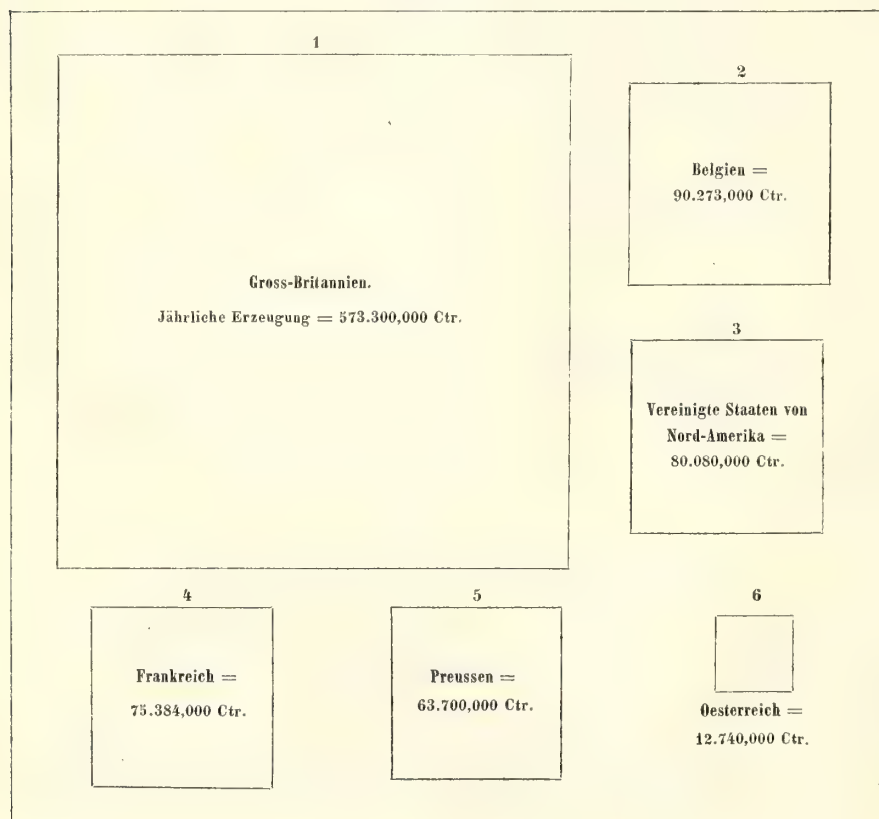 1
Gross-Britannien.
Jährliche Erzeugung = 573.300,000 Ctr.
2
Belgien =
90.273,000 Ctr.
3
Vereinigte Staaten von
Nord-Amerika =
80.080,000 Ctr.
4
Frankreich =
75.384,000 Ctr.
5
Preussen =
63.700,000 Ctr.
6
Oesterreich =
12.740,000 Ctr.